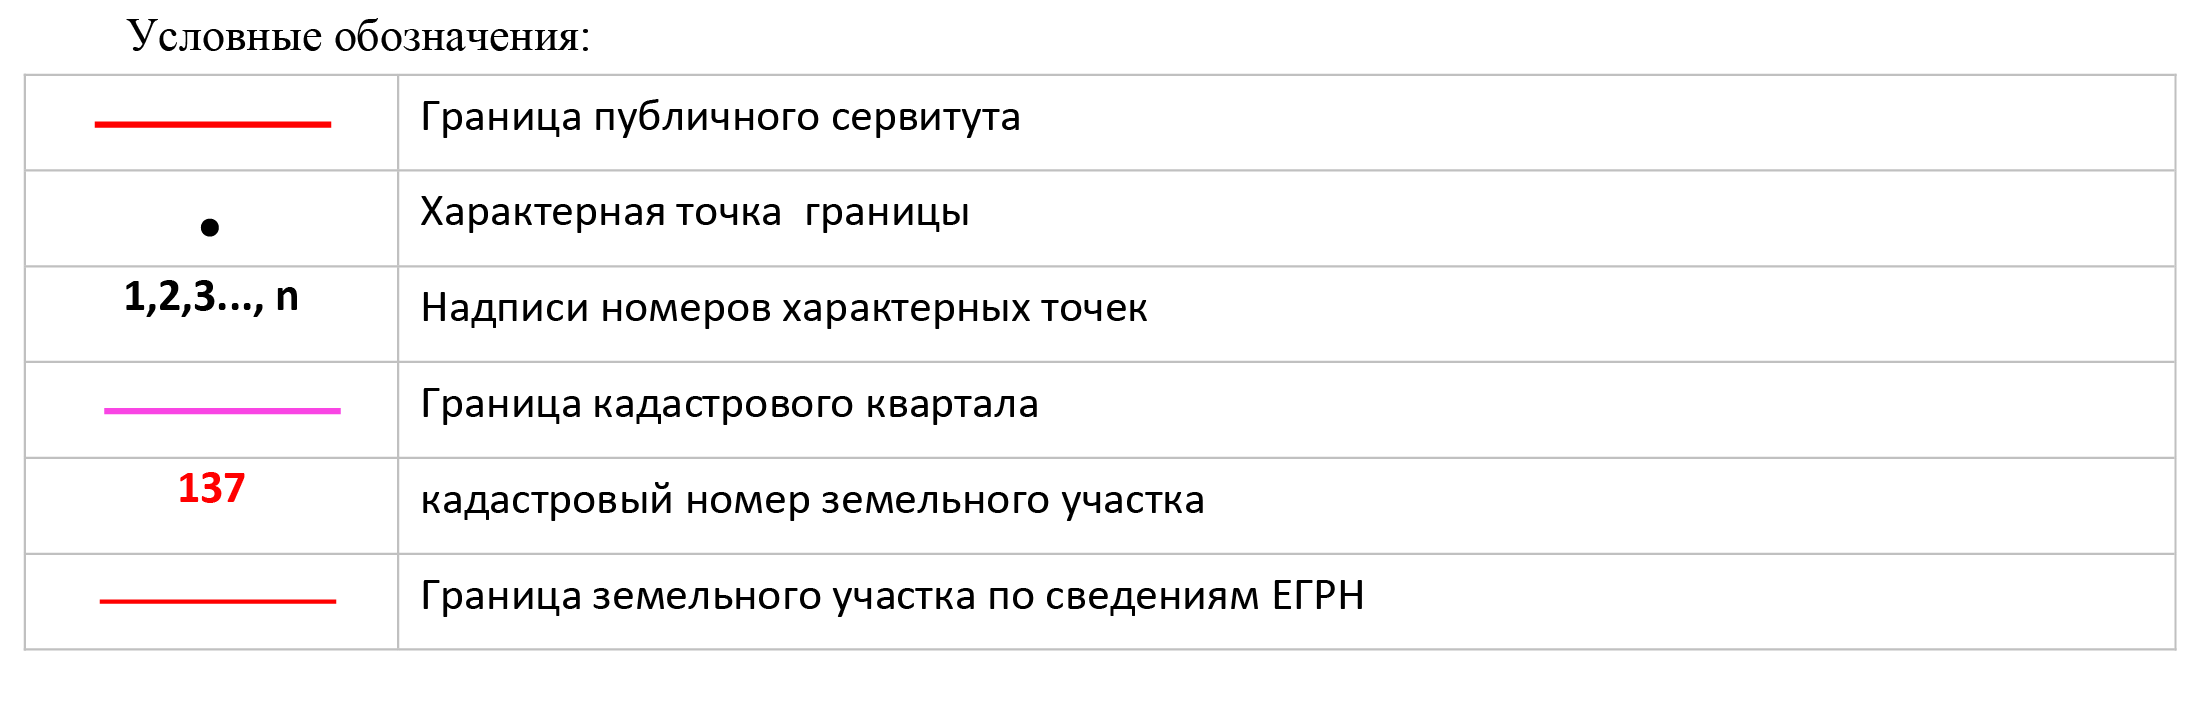 Условные обозначения:
Граница публичного сервитута
Характерная точка  границы
1,2,3..., n
Надписи номеров характерных точек
Граница кадастрового квартала
137
кадастровый номер земельного участка
Граница земельного участка по сведениям ЕГРН